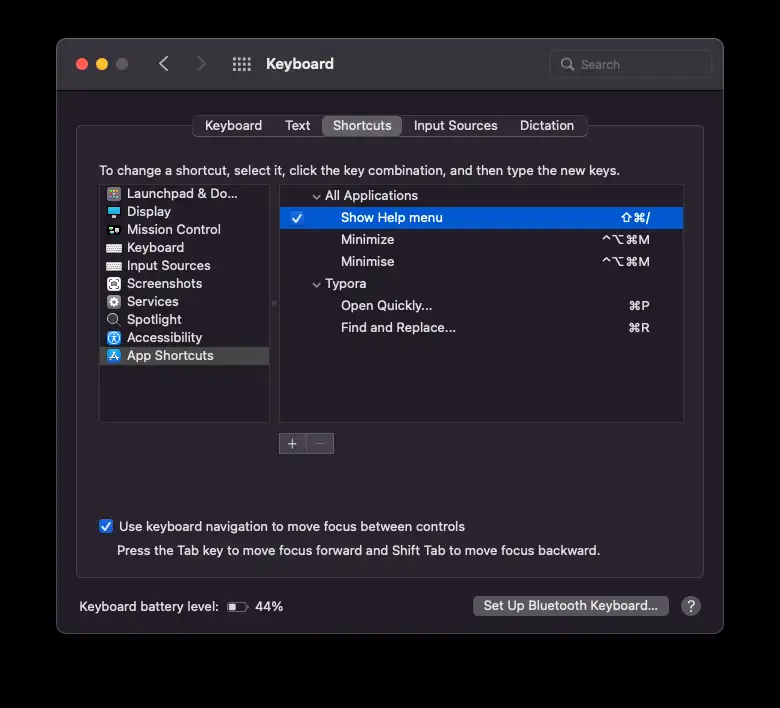 Keyboard
Search
Keyboard Text Shortcuts Input Sources Dictation
To change a shortcut, select it, click the key combination, and then type the new keys.
Launchpad & Do...
Display
Mission Control
Keyboard
Input Sources
Screenshots
Services
Spotlight
Accessibility
App Shortcuts
All Applications
Show Help menu ⇧⌘/
Minimize ^⌥⌘M
Minimise ^⌥⌘M
Typora
Open Quickly... ⌘P
Find and Replace... ⌘R
+ −
Use keyboard navigation to move focus between controls
Press the Tab key to move focus forward and Shift Tab to move focus backward.
Keyboard battery level: 44%
Set Up Bluetooth Keyboard... ?